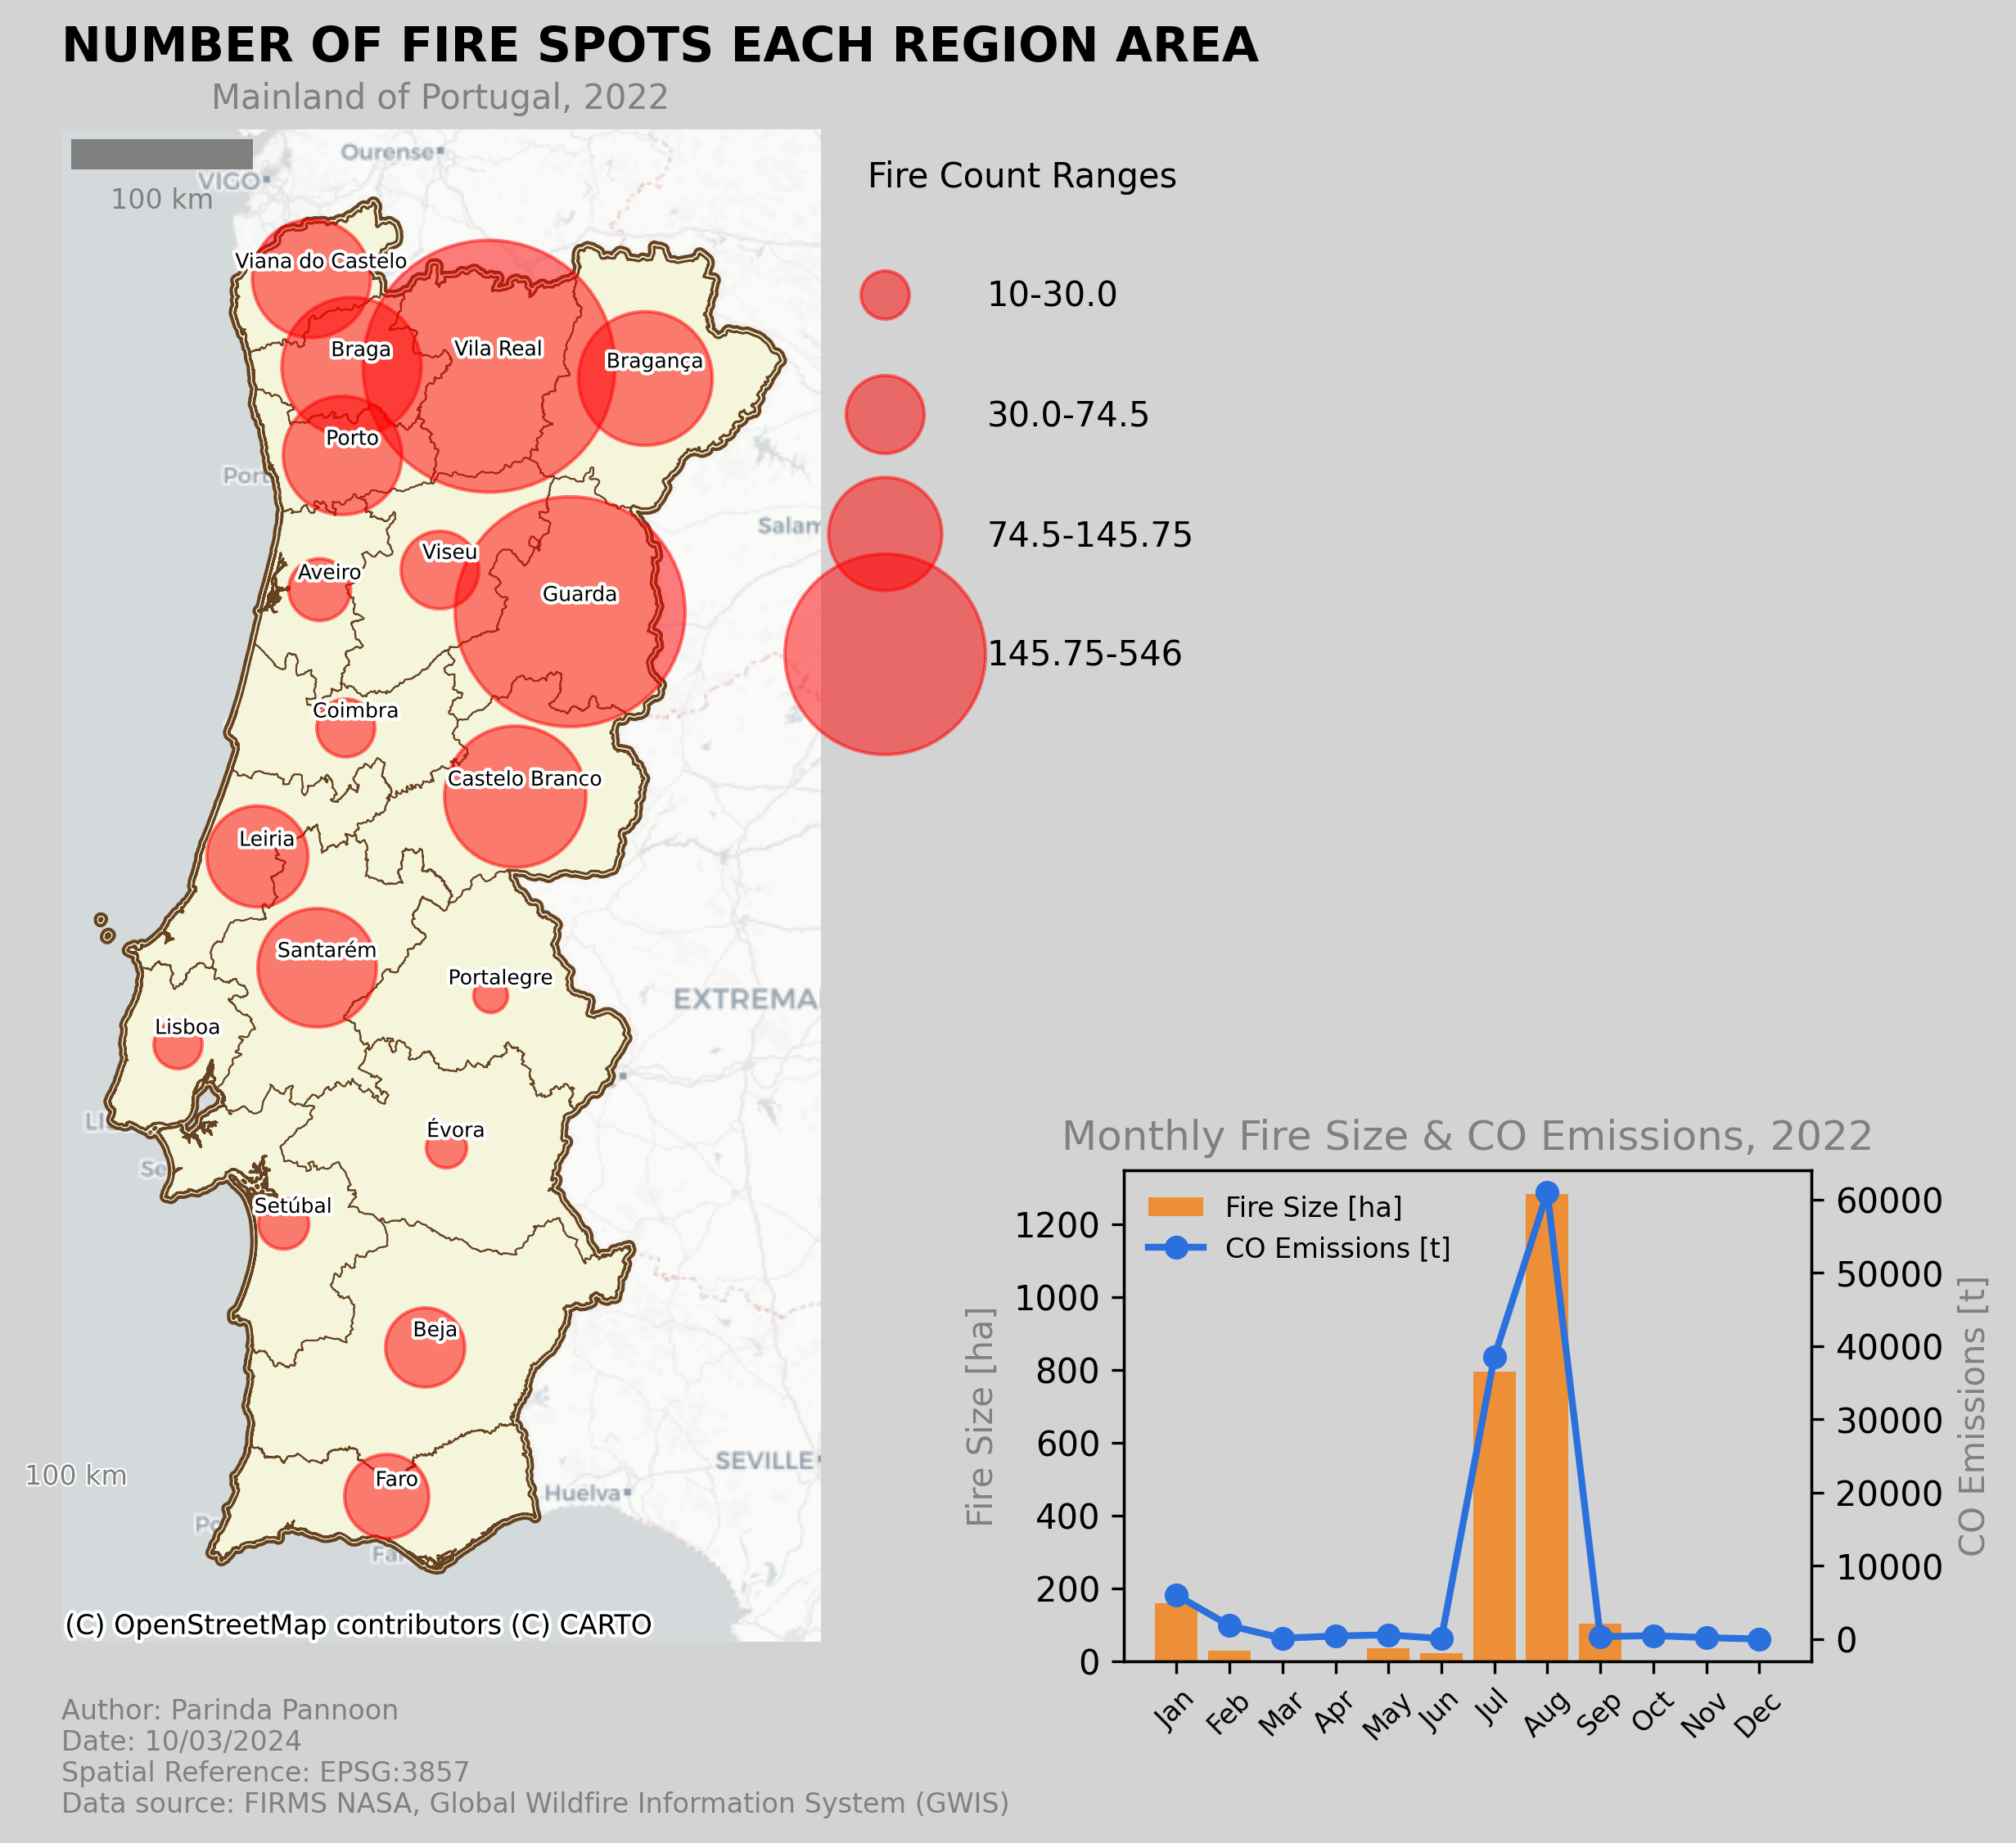 NUMBER OF FIRE SPOTS EACH REGION AREA
Mainland of Portugal, 2022
100 km
Ourense
VIGO
Viana do Castelo
Braga
Vila Real
Bragança
Porto
Port
Salam
Viseu
Aveiro
Guarda
Coimbra
Castelo Branco
Leiria
Santarém
Portalegre
EXTREMA
Lisboa
Évora
Setúbal
Beja
100 km
Faro
SEVILLE
Huelva
(C) OpenStreetMap contributors (C) CARTO
Fire Count Ranges
10-30.0
30.0-74.5
74.5-145.75
145.75-546
Monthly Fire Size & CO Emissions, 2022
Fire Size [ha]
CO Emissions [t]
Fire Size [ha]
1200
1000
800
600
400
200
0
60000
50000
40000
30000
20000
10000
0
CO Emissions [t]
Jan Feb Mar Apr May Jun Jul Aug Sep Oct Nov Dec
Author: Parinda Pannoon
Date: 10/03/2024
Spatial Reference: EPSG:3857
Data source: FIRMS NASA, Global Wildfire Information System (GWIS)